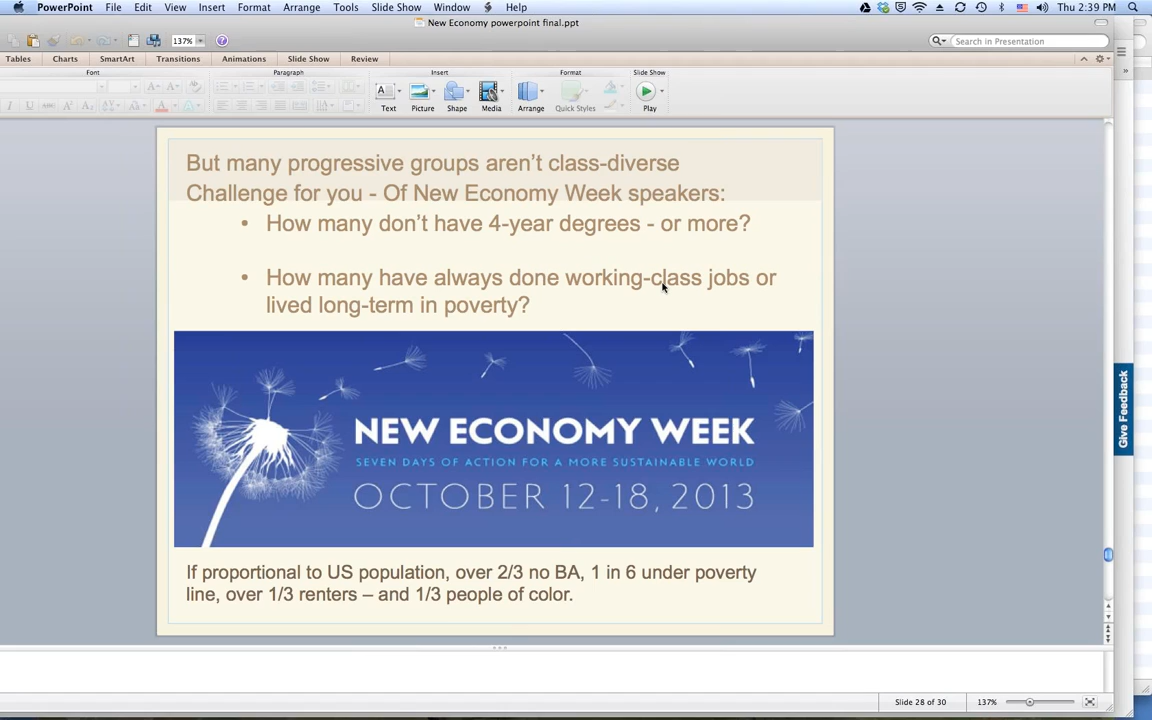 PowerPoint File Edit View Insert Format Arrange Tools Slide Show Window Help Thu 2:39 PM
New Economy powerpoint final.ppt
137% Search in Presentation
Tables Charts SmartArt Transitions Animations Slide Show Review
Font Paragraph Insert Format Slide Show
Text Picture Shape Media Arrange Quick Styles Play
But many progressive groups aren't class-diverse
Challenge for you - Of New Economy Week speakers:
• How many don't have 4-year degrees - or more?
• How many have always done working-class jobs or
lived long-term in poverty?
NEW ECONOMY WEEK
SEVEN DAYS OF ACTION FOR A MORE SUSTAINABLE WORLD
OCTOBER 12-18, 2013
If proportional to US population, over 2/3 no BA, 1 in 6 under poverty
line, over 1/3 renters – and 1/3 people of color.
Give Feedback
Slide 28 of 30 137%